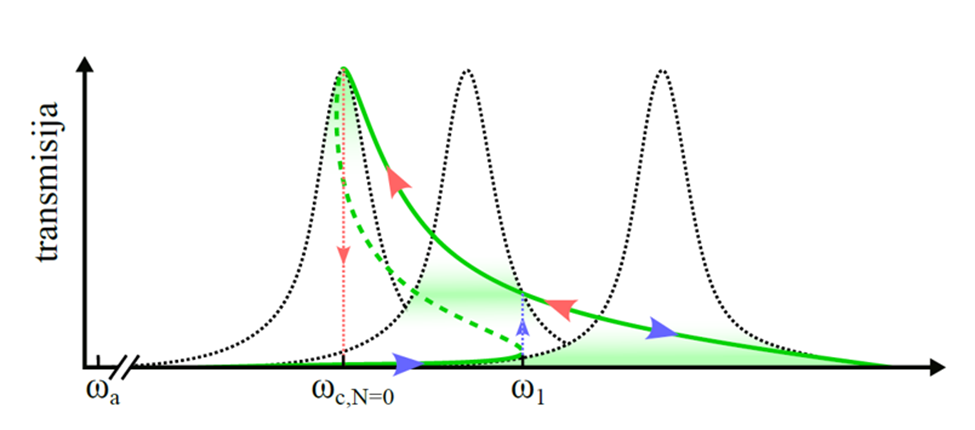 transmisija
ωa
ωc,N=0
ω1